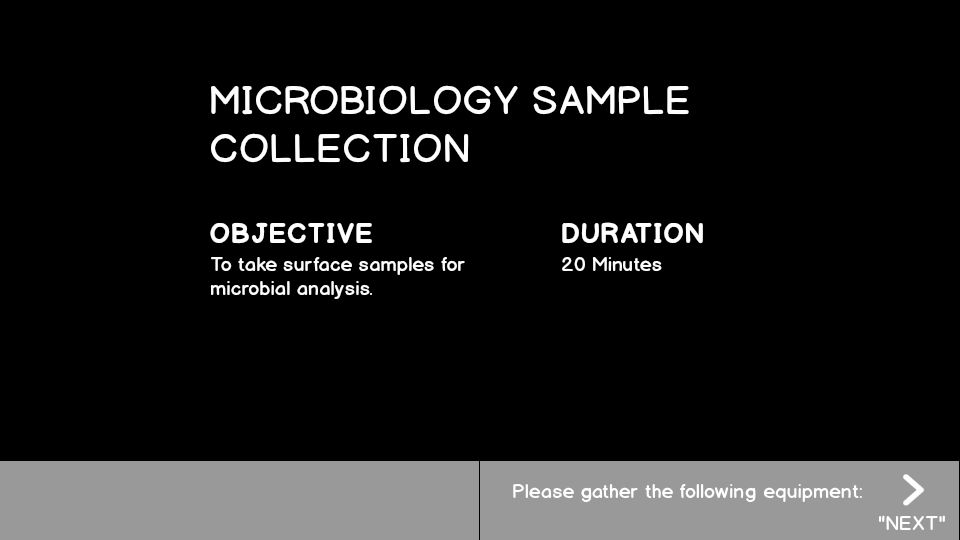 MICROBIOLOGY SAMPLE
COLLECTION
OBJECTIVE
To take surface samples for
microbial analysis.
DURATION
20 Minutes
Please gather the following equipment:
"NEXT"